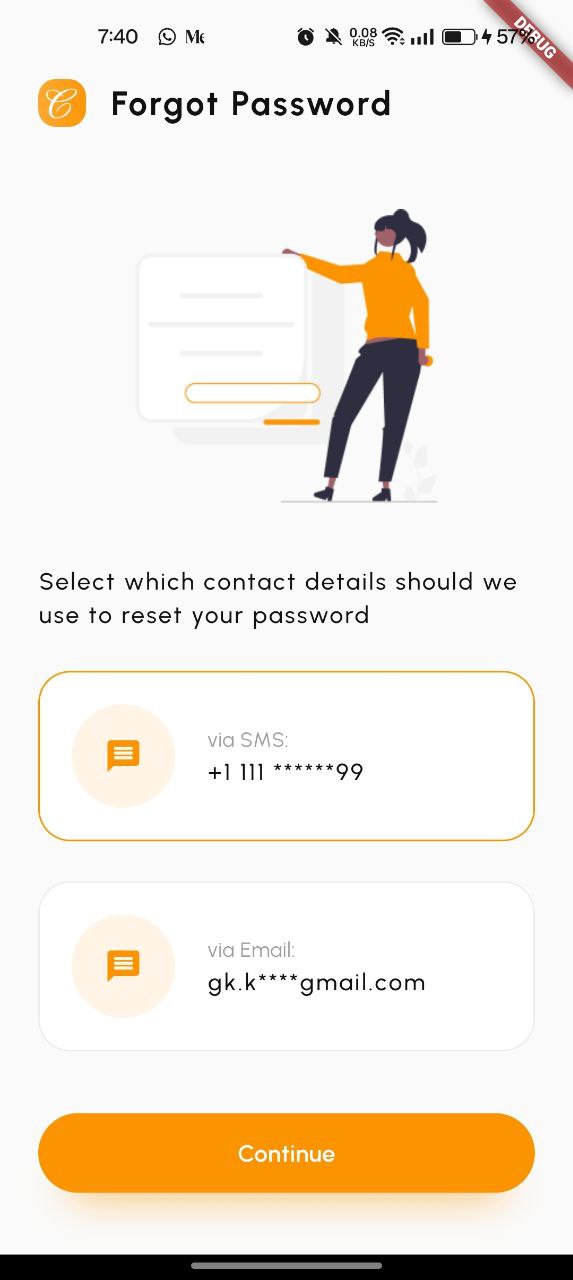 7:40
0.08
KB/S
57%
DEBUG
Forgot Password
Select which contact details should we
use to reset your password
via SMS:
+1 111 ******99
via Email:
gk.k****gmail.com
Continue